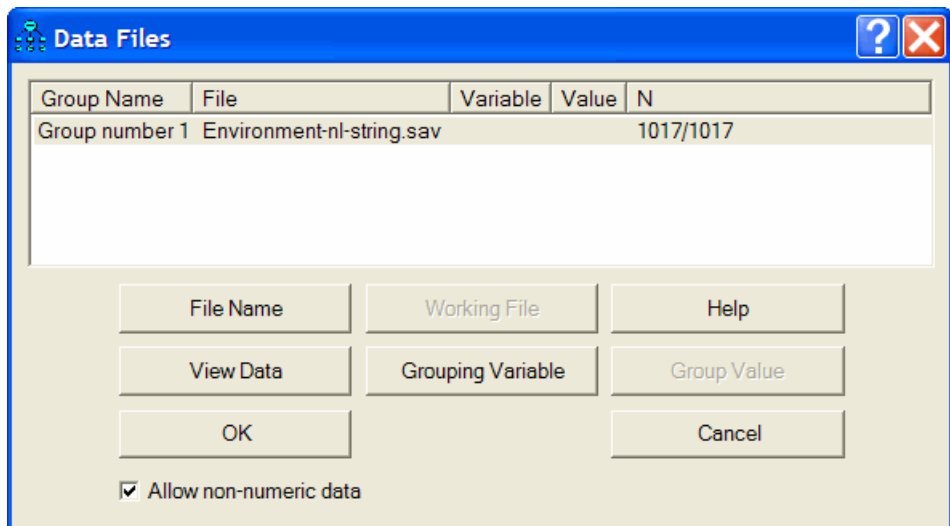 Data Files
Group Name File Variable Value N
Group number 1 Environment-nl-string.sav 1017/1017
File Name Working File Help
View Data Grouping Variable Group Value
OK Cancel
Allow non-numeric data